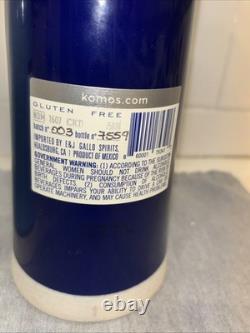 komos.com
GLUTEN FREE
NOM 1607 CRT
batch nº 003 bottle nº 7559
IMPORTED BY: E&J GALLO SPIRITS,
HEALDSBURG, CA | PRODUCT OF MEXICO
GOVERNMENT WARNING: (1) ACCORDING TO THE SURGEON
GENERAL, WOMEN SHOULD NOT DRINK
BEVERAGES DURING PREGNANCY BECAUSE OF THE RISK OF
BIRTH DEFECTS. (2) CONSUMPTION OF
BEVERAGES IMPAIRS YOUR ABILITY TO DRIVE A CAR OR
OPERATE MACHINERY, AND MAY CAUSE HEALTH PROBLEMS.
ebay